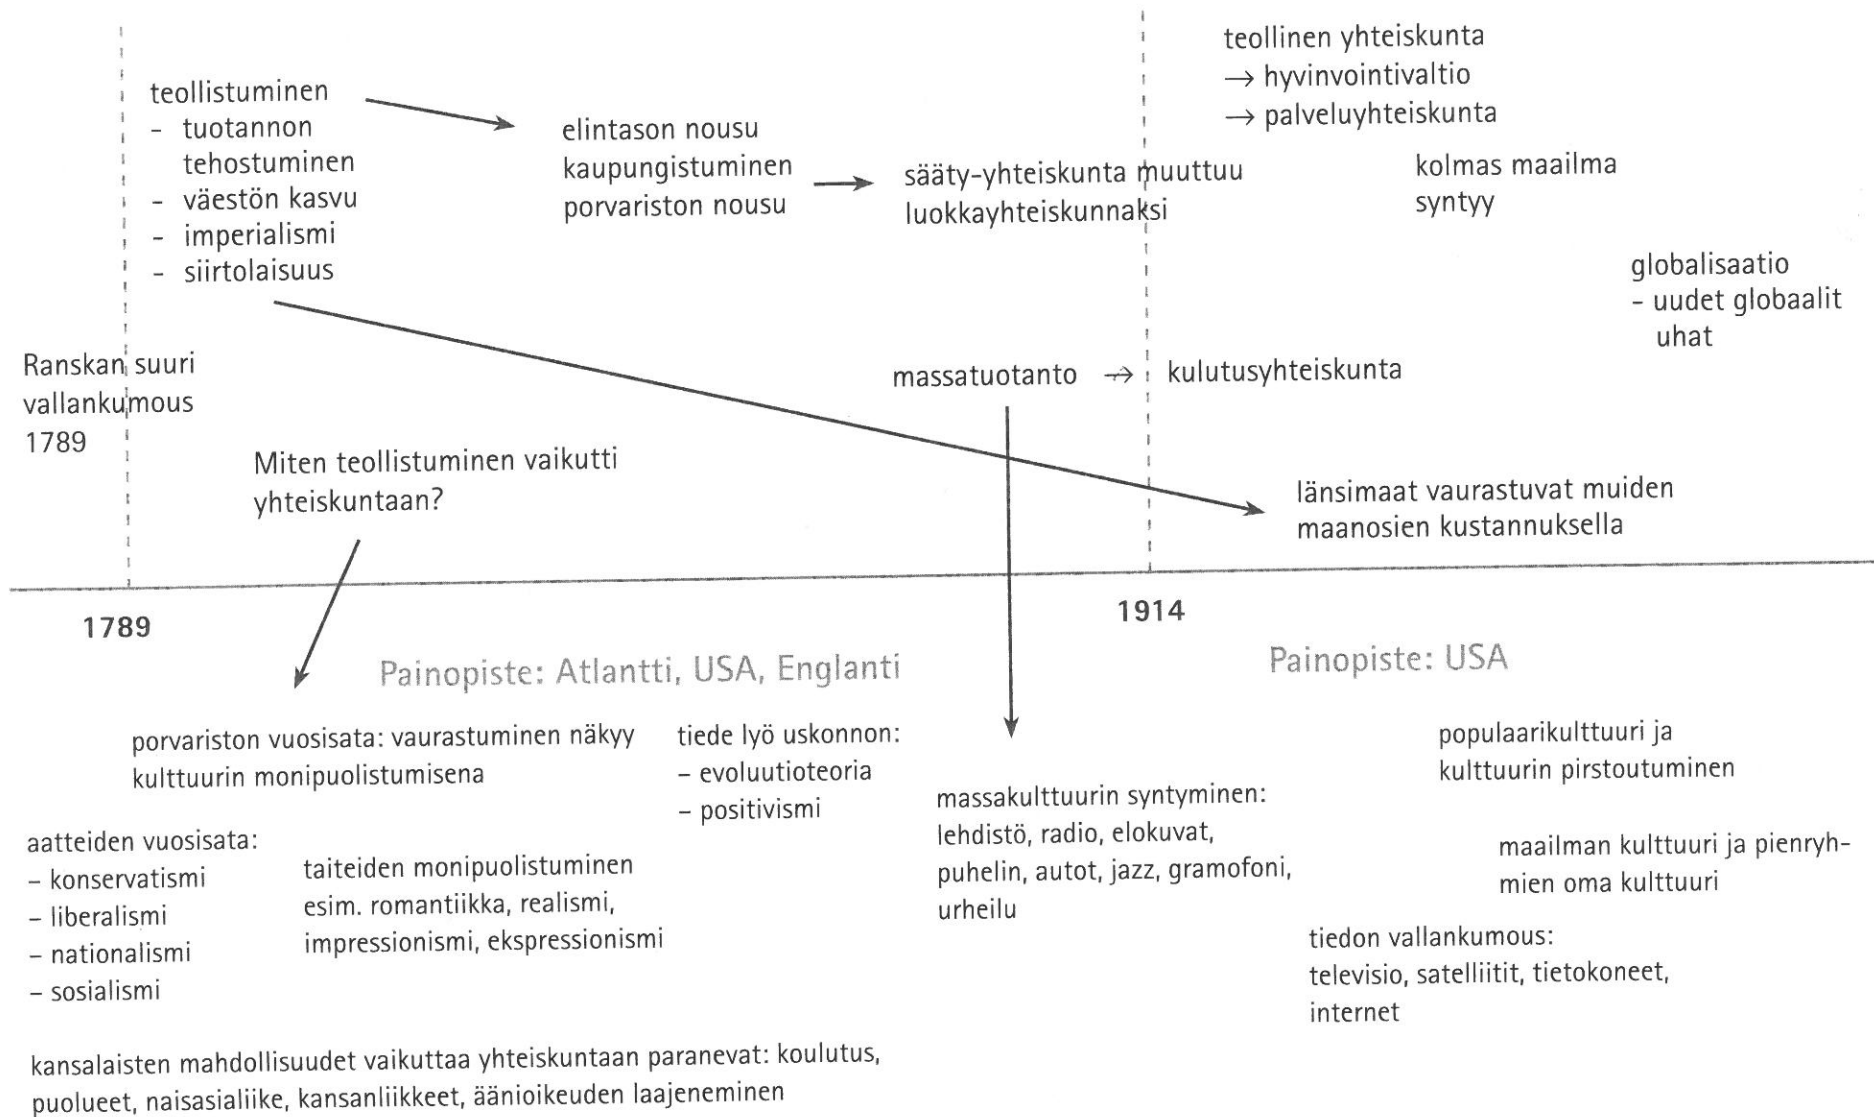 teollistuminen
- tuotannon
tehostuminen
- väestön kasvu
- imperialismi
- siirtolaisuus
elintason nousu
kaupungistuminen
porvariston nousu
sääty-yhteiskunta muuttuu
luokkayhteiskunnaksi
teollinen yhteiskunta
→ hyvinvointivaltio
→ palveluyhteiskunta
kolmas maailma
syntyy
globalisaatio
- uudet globaalit
uhat
Ranskan suuri
vallankumous
1789
massatuotanto → kulutusyhteiskunta
Miten teollistuminen vaikutti
yhteiskuntaan?
länsimaat vaurastuvat muiden
maanosien kustannuksella
1789
1914
Painopiste: Atlantti, USA, Englanti
Painopiste: USA
porvariston vuosisata: vaurastuminen näkyy
kulttuurin monipuolistumisena
tiede lyö uskonnon:
– evoluutioteoria
– positivismi
aatteiden vuosisata:
– konservatismi
– liberalismi
– nationalismi
– sosialismi
taiteiden monipuolistuminen
esim. romantiikka, realismi,
impressionismi, ekspressionismi
massakulttuurin syntyminen:
lehdistö, radio, elokuvat,
puhelin, autot, jazz, gramofoni,
urheilu
populaarikulttuuri ja
kulttuurin pirstoutuminen
maailman kulttuuri ja pienryh-
mien oma kulttuuri
tiedon vallankumous:
televisio, satelliitit, tietokoneet,
internet
kansalaisten mahdollisuudet vaikuttaa yhteiskuntaan paranevat: koulutus,
puolueet, naisasialiike, kansanliikkeet, äänioikeuden laajeneminen